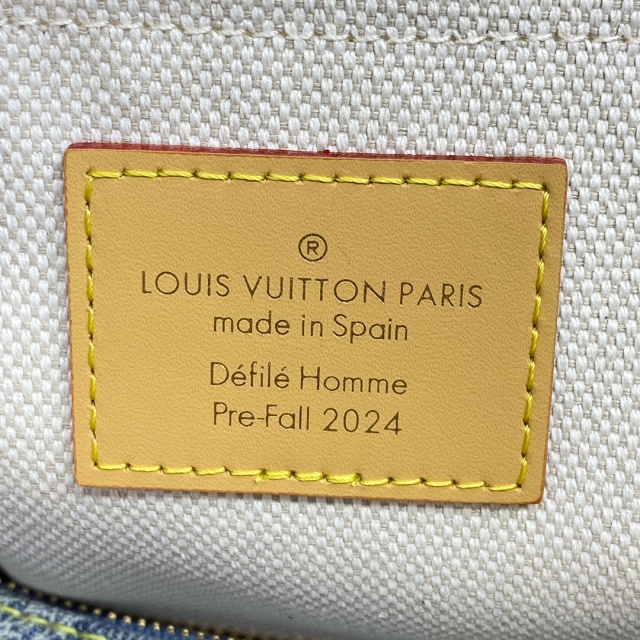 ®
LOUIS VUITTON PARIS
made in Spain
Défilé Homme
Pre-Fall 2024